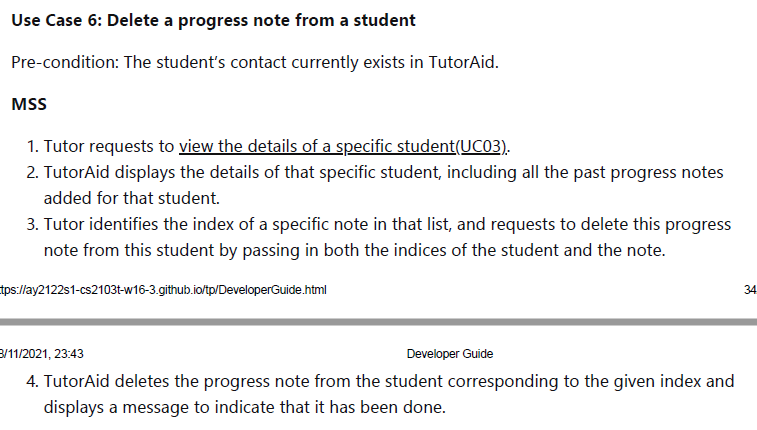 Use Case 6: Delete a progress note from a student
Pre-condition: The student’s contact currently exists in TutorAid.
MSS
1. Tutor requests to view the details of a specific student(UC03).
2. TutorAid displays the details of that specific student, including all the past progress notes
added for that student.
3. Tutor identifies the index of a specific note in that list, and requests to delete this progress
note from this student by passing in both the indices of the student and the note.
tps://ay2122s1-cs2103t-w16-3.github.io/tp/DeveloperGuide.html 34
8/11/2021, 23:43 Developer Guide
4. TutorAid deletes the progress note from the student corresponding to the given index and
displays a message to indicate that it has been done.